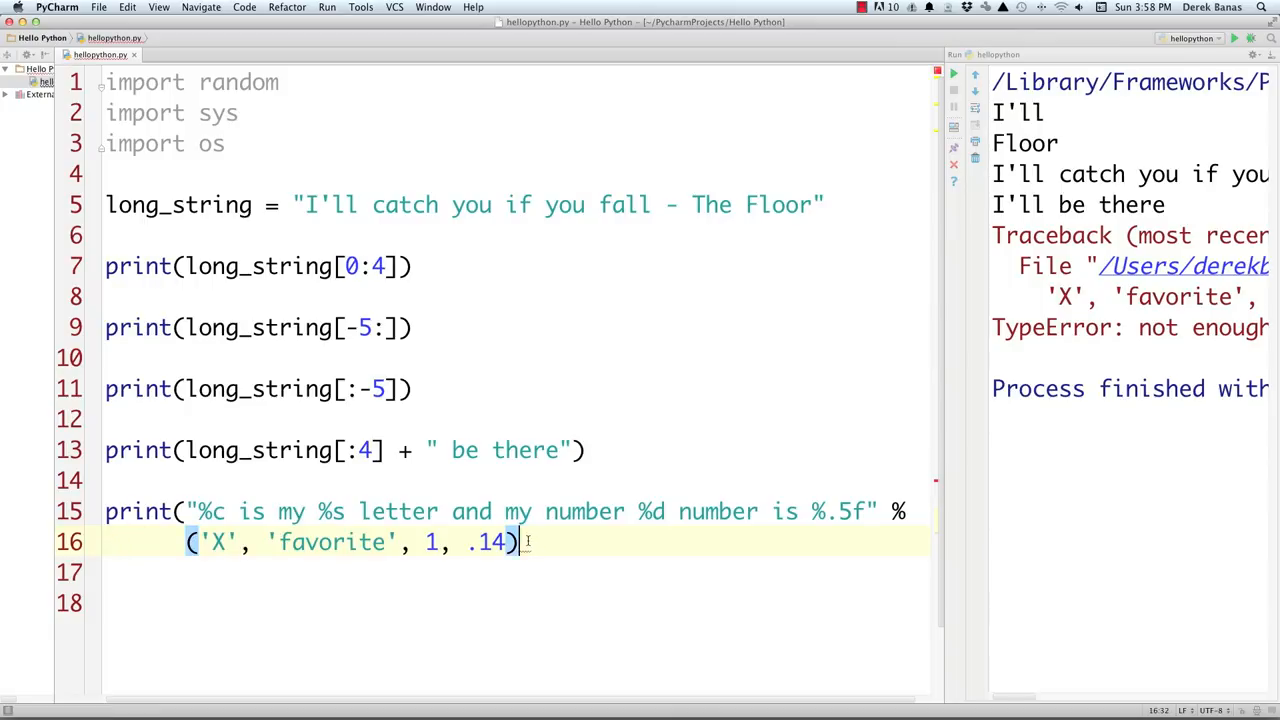 PyCharm File Edit View Navigate Code Refactor Run Tools VCS Window Help 10 Sun 3:58 PM Derek Banas
hellopython.py - Hello Python - [~/PycharmProjects/Hello Python]
Hello Python hellopython.py hellopython
hellopython.py × Run hellopython
Hello P
hell
Externa
1 import random
2 import sys
3 import os
4
5 long_string = "I'll catch you if you fall - The Floor"
6
7 print(long_string[0:4])
8
9 print(long_string[-5:])
10
11 print(long_string[:-5])
12
13 print(long_string[:4] + " be there")
14
15 print("%c is my %s letter and my number %d number is %.5f" %
16 ('X', 'favorite', 1, .14)
17
18
/Library/Frameworks/P
I'll
Floor
I'll catch you if you
I'll be there
Traceback (most recen
File "/Users/derekb
'X', 'favorite',
TypeError: not enough
Process finished with
16:32 LF UTF-8